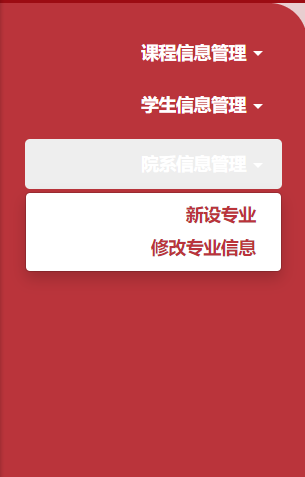 课程信息管理
学生信息管理
院系信息管理
新设专业
修改专业信息